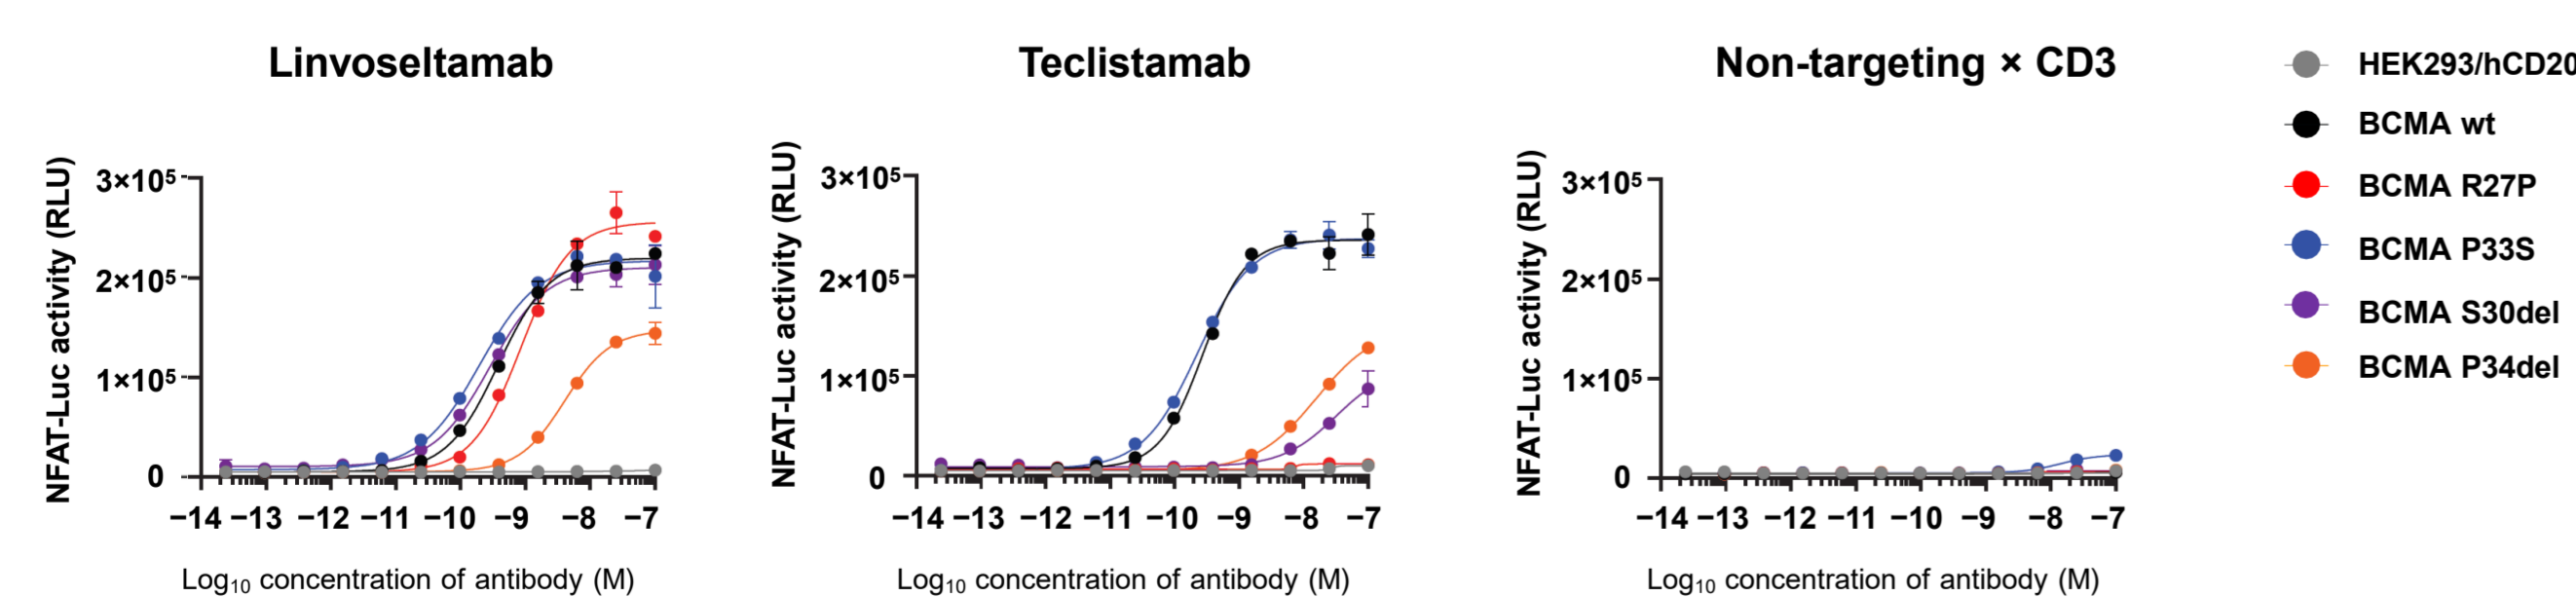 Linvoseltamab
NFAT-Luc activity (RLU)
3×10⁵
2×10⁵
1×10⁵
0
−14 −13 −12 −11 −10 −9 −8 −7
Log₁₀ concentration of antibody (M)
Teclistamab
NFAT-Luc activity (RLU)
3×10⁵
2×10⁵
1×10⁵
0
−14 −13 −12 −11 −10 −9 −8 −7
Log₁₀ concentration of antibody (M)
Non-targeting × CD3
NFAT-Luc activity (RLU)
3×10⁵
2×10⁵
1×10⁵
0
−14 −13 −12 −11 −10 −9 −8 −7
Log₁₀ concentration of antibody (M)
HEK293/hCD20
BCMA wt
BCMA R27P
BCMA P33S
BCMA S30del
BCMA P34del